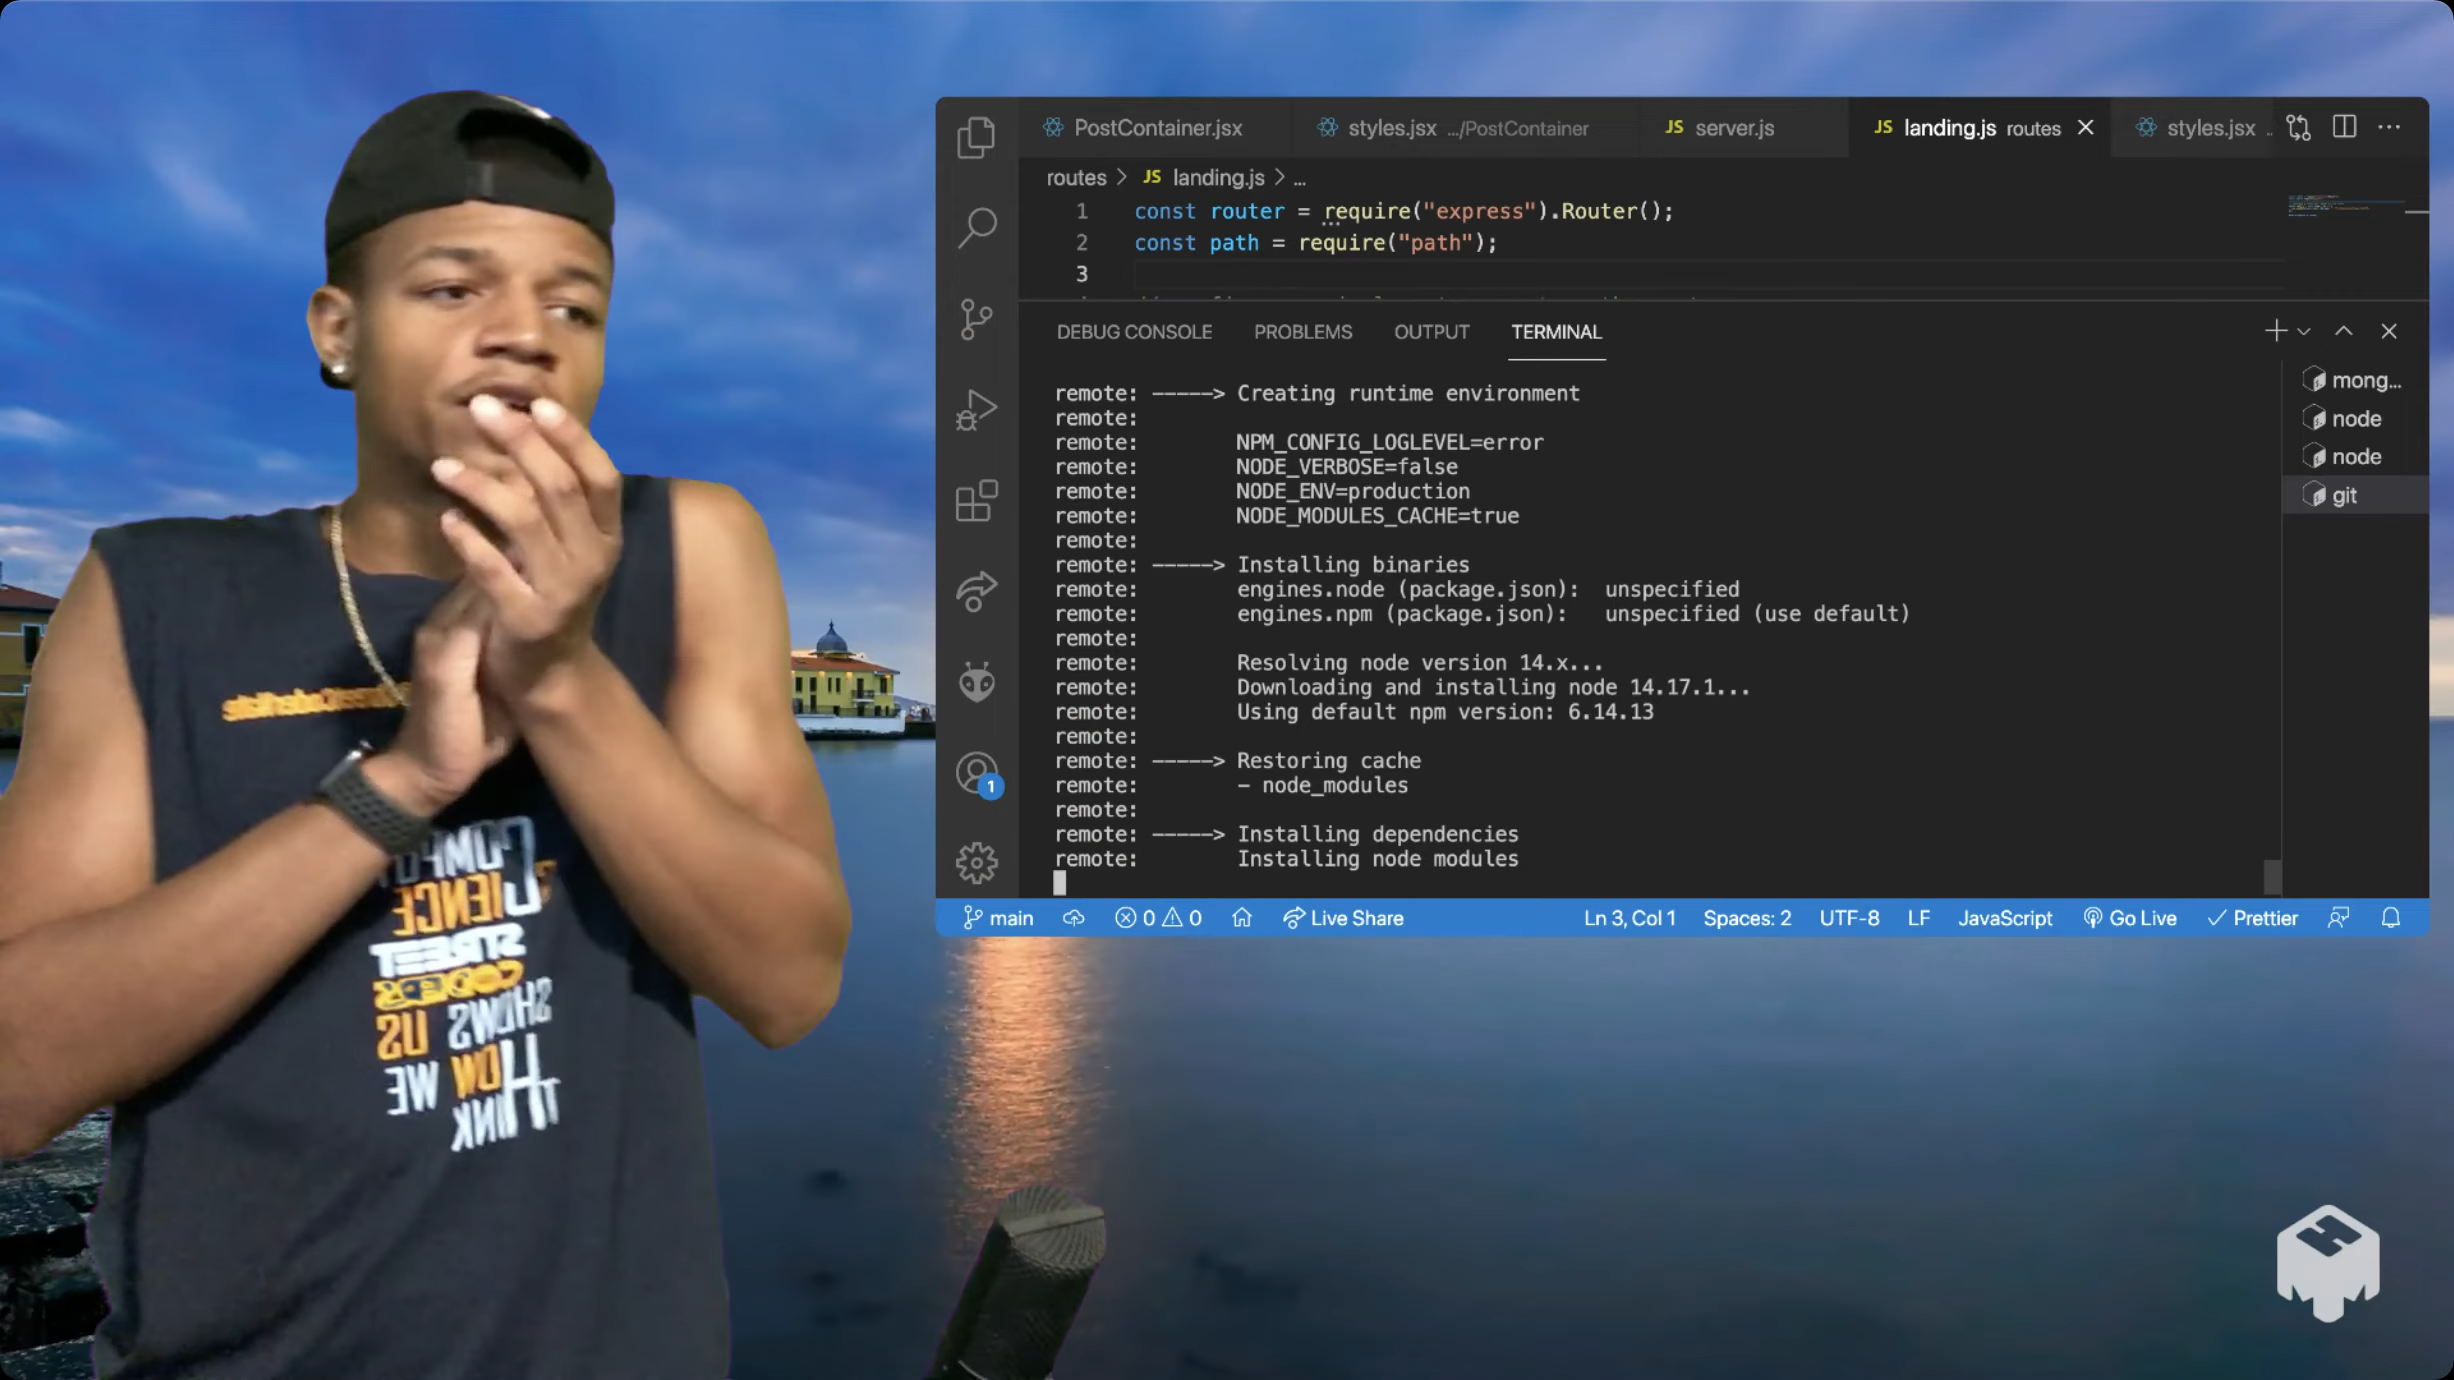 PostContainer.jsx
styles.jsx .../PostContainer
JS server.js
JS landing.js routes
styles.jsx ..
routes > JS landing.js > ...
1 const router = require("express").Router();
2 const path = require("path");
3
DEBUG CONSOLE PROBLEMS OUTPUT TERMINAL
remote: -----> Creating runtime environment
remote:
remote: NPM_CONFIG_LOGLEVEL=error
remote: NODE_VERBOSE=false
remote: NODE_ENV=production
remote: NODE_MODULES_CACHE=true
remote:
remote: -----> Installing binaries
remote: engines.node (package.json): unspecified
remote: engines.npm (package.json): unspecified (use default)
remote:
remote: Resolving node version 14.x...
remote: Downloading and installing node 14.17.1...
remote: Using default npm version: 6.14.13
remote:
remote: -----> Restoring cache
remote: - node_modules
remote:
remote: -----> Installing dependencies
remote: Installing node modules
mong...
node
node
git
1
main 0 0 Live Share Ln 3, Col 1 Spaces: 2 UTF-8 LF JavaScript Go Live Prettier
STREET
CODERS
SHOWS US
HOW WE
THINK